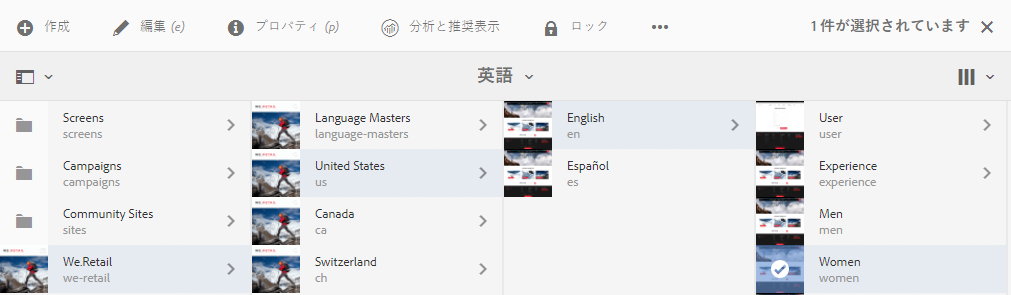 作成
編集 (e)
プロパティ (p)
分析と推奨表示
ロック
1 件が選択されています
英語
Screens
screens
Campaigns
campaigns
Community Sites
sites
We.Retail
we-retail
Language Masters
language-masters
United States
us
Canada
ca
Switzerland
ch
English
en
Español
es
User
user
Experience
experience
Men
men
Women
women